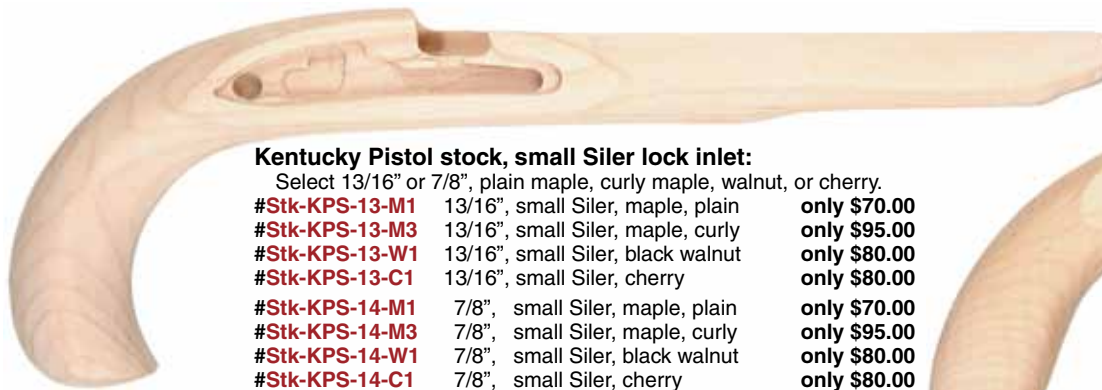 Kentucky Pistol stock, small Siler lock inlet:
Select 13/16” or 7/8”, plain maple, curly maple, walnut, or cherry.
#Stk-KPS-13-M1 13/16”, small Siler, maple, plain only $70.00
#Stk-KPS-13-M3 13/16”, small Siler, maple, curly only $95.00
#Stk-KPS-13-W1 13/16”, small Siler, black walnut only $80.00
#Stk-KPS-13-C1 13/16”, small Siler, cherry only $80.00
#Stk-KPS-14-M1 7/8”, small Siler, maple, plain only $70.00
#Stk-KPS-14-M3 7/8”, small Siler, maple, curly only $95.00
#Stk-KPS-14-W1 7/8”, small Siler, black walnut only $80.00
#Stk-KPS-14-C1 7/8”, small Siler, cherry only $80.00